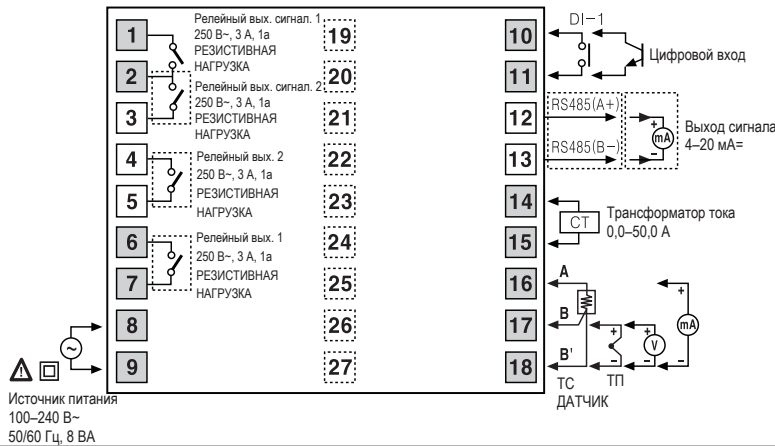 1
2
3
4
5
6
7
8
9
Релейный вых. сигнал. 1
250 В~, 3 А, 1а
РЕЗИСТИВНАЯ
НАГРУЗКА
Релейный вых. сигнал. 2
250 В~, 3 А, 1а
РЕЗИСТИВНАЯ
НАГРУЗКА
Релейный вых. 2
250 В~, 3 А, 1а
РЕЗИСТИВНАЯ
НАГРУЗКА
Релейный вых. 1
250 В~, 3 А, 1а
РЕЗИСТИВНАЯ
НАГРУЗКА
19
20
21
22
23
24
25
26
27
10
11
12
13
14
15
16
17
18
DI-1
Цифровой вход
RS485(A+)
RS485(B-)
+
mA
-
Выход сигнала
4–20 мА=
CT
Трансформатор тока
0,0–50,0 А
A
B
B'
ТС
ДАТЧИК
+
-
ТП
+
V
-
+
mA
-
~
!
Источник питания
100–240 В~
50/60 Гц, 8 ВА